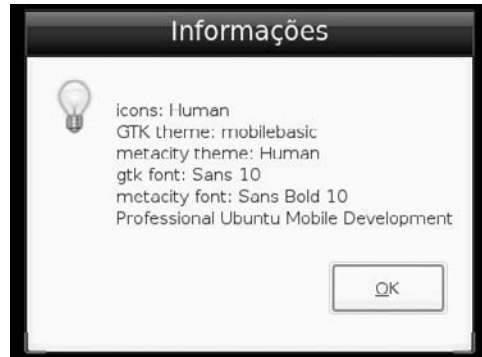 Informações
icons: Human
GTK theme: mobilebasic
metacity theme: Human
gtk font: Sans 10
metacity font: Sans Bold 10
Professional Ubuntu Mobile Development
OK